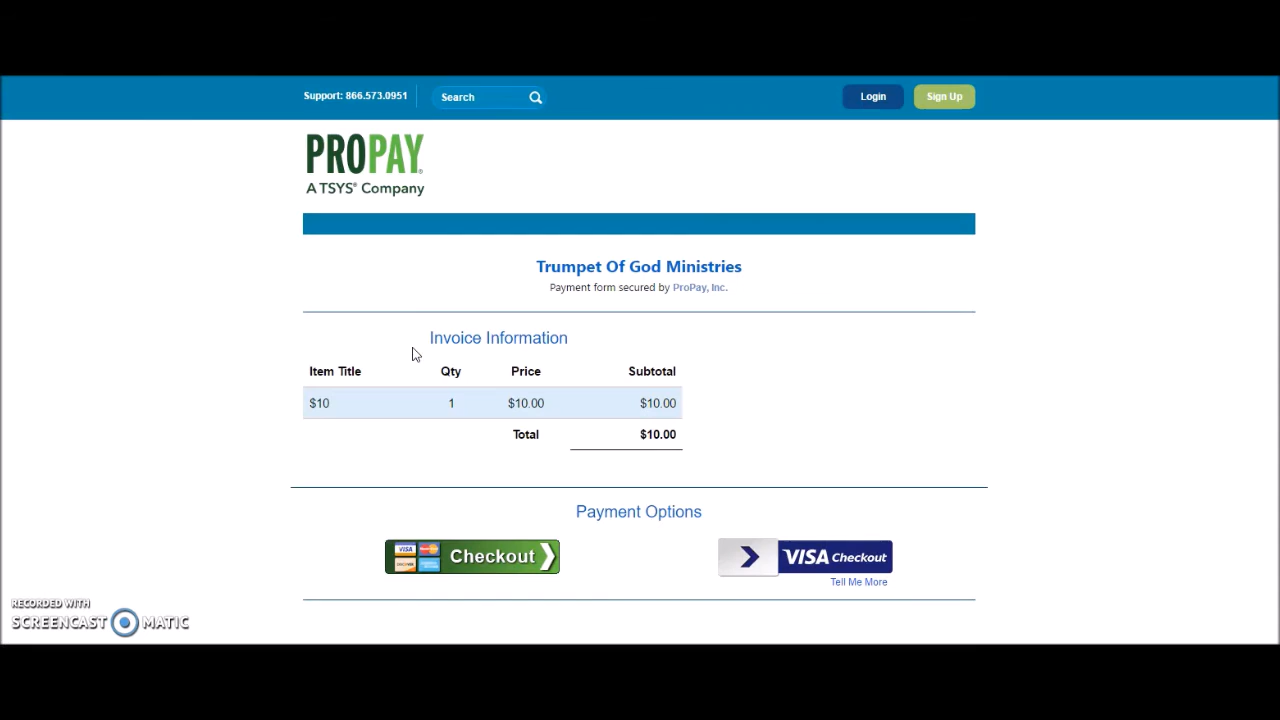 Support: 866.573.0951 Search Login Sign Up
PROPAY®
A TSYS® Company
Trumpet Of God Ministries
Payment form secured by ProPay, Inc.
Invoice Information
Item Title Qty Price Subtotal
$10 1 $10.00 $10.00
Total $10.00
Payment Options
VISA Checkout
VISA Checkout
Tell Me More
RECORDED WITH
SCREENCAST MATIC